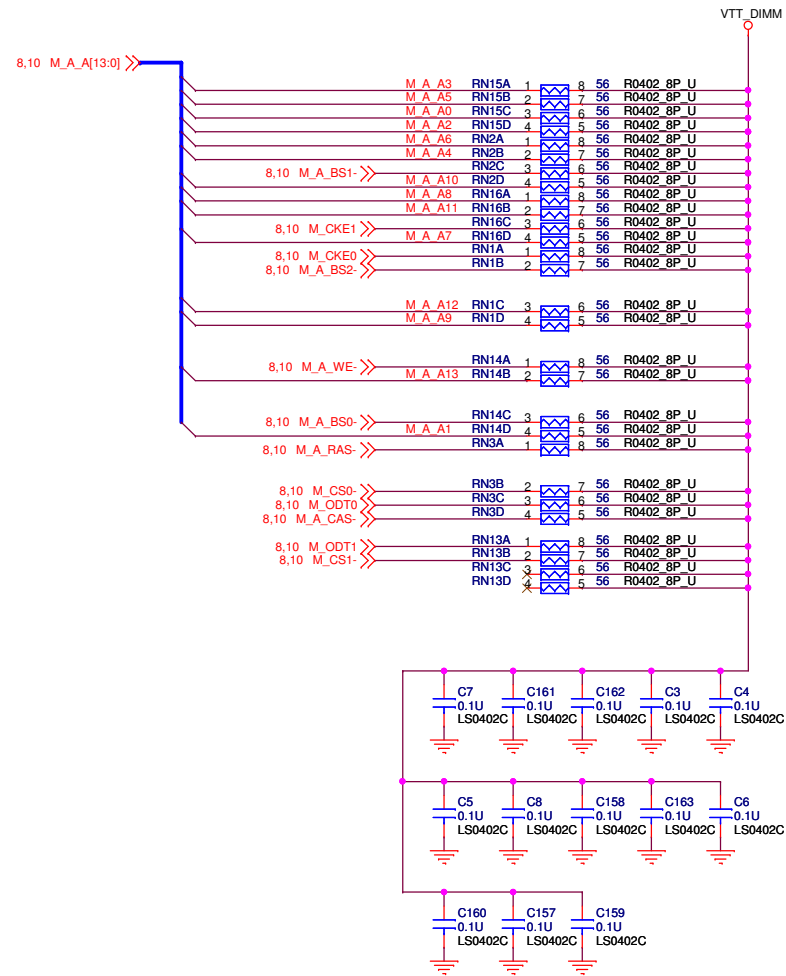 VTT_DIMM
8,10 M_A_A[13:0]
M_A_A3 RN15A 1 8 56 R0402_8P_U
M_A_A5 RN15B 2 7 56 R0402_8P_U
M_A_A0 RN15C 3 6 56 R0402_8P_U
M_A_A2 RN15D 4 5 56 R0402_8P_U
M_A_A6 RN2A 1 8 56 R0402_8P_U
M_A_A4 RN2B 2 7 56 R0402_8P_U
8,10 M_A_BS1- RN2C 3 6 56 R0402_8P_U
M_A_A10 RN2D 4 5 56 R0402_8P_U
M_A_A8 RN16A 1 8 56 R0402_8P_U
M_A_A11 RN16B 2 7 56 R0402_8P_U
8,10 M_CKE1 RN16C 3 6 56 R0402_8P_U
M_A_A7 RN16D 4 5 56 R0402_8P_U
8,10 M_CKE0 RN1A 1 8 56 R0402_8P_U
8,10 M_A_BS2- RN1B 2 7 56 R0402_8P_U
M_A_A12 RN1C 3 6 56 R0402_8P_U
M_A_A9 RN1D 4 5 56 R0402_8P_U
8,10 M_A_WE- RN14A 1 8 56 R0402_8P_U
M_A_A13 RN14B 2 7 56 R0402_8P_U
8,10 M_A_BS0- RN14C 3 6 56 R0402_8P_U
M_A_A1 RN14D 4 5 56 R0402_8P_U
8,10 M_A_RAS- RN3A 1 8 56 R0402_8P_U
8,10 M_CS0- RN3B 2 7 56 R0402_8P_U
8,10 M_ODT0 RN3C 3 6 56 R0402_8P_U
8,10 M_A_CAS- RN3D 4 5 56 R0402_8P_U
8,10 M_ODT1 RN13A 1 8 56 R0402_8P_U
8,10 M_CS1- RN13B 2 7 56 R0402_8P_U
RN13C 3 6 56 R0402_8P_U
RN13D 4 5 56 R0402_8P_U
C7 C161 C162 C3 C4
0.1U 0.1U 0.1U 0.1U 0.1U
LS0402C LS0402C LS0402C LS0402C LS0402C
C5 C8 C158 C163 C6
0.1U 0.1U 0.1U 0.1U 0.1U
LS0402C LS0402C LS0402C LS0402C LS0402C
C160 C157 C159
0.1U 0.1U 0.1U
LS0402C LS0402C LS0402C